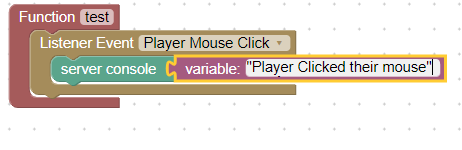 Function test
Listener Event Player Mouse Click
server console variable: "Player Clicked their mouse"